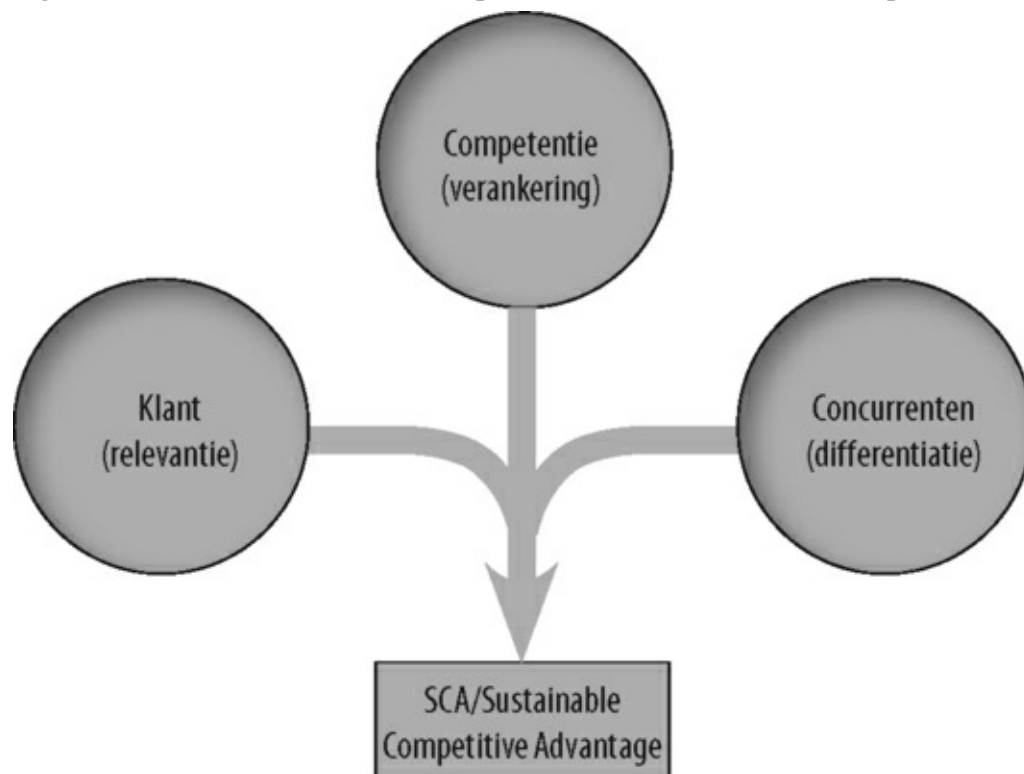 Competentie
(verankering)
Klant
(relevantie)
Concurrenten
(differentiatie)
SCA/Sustainable
Competitive Advantage